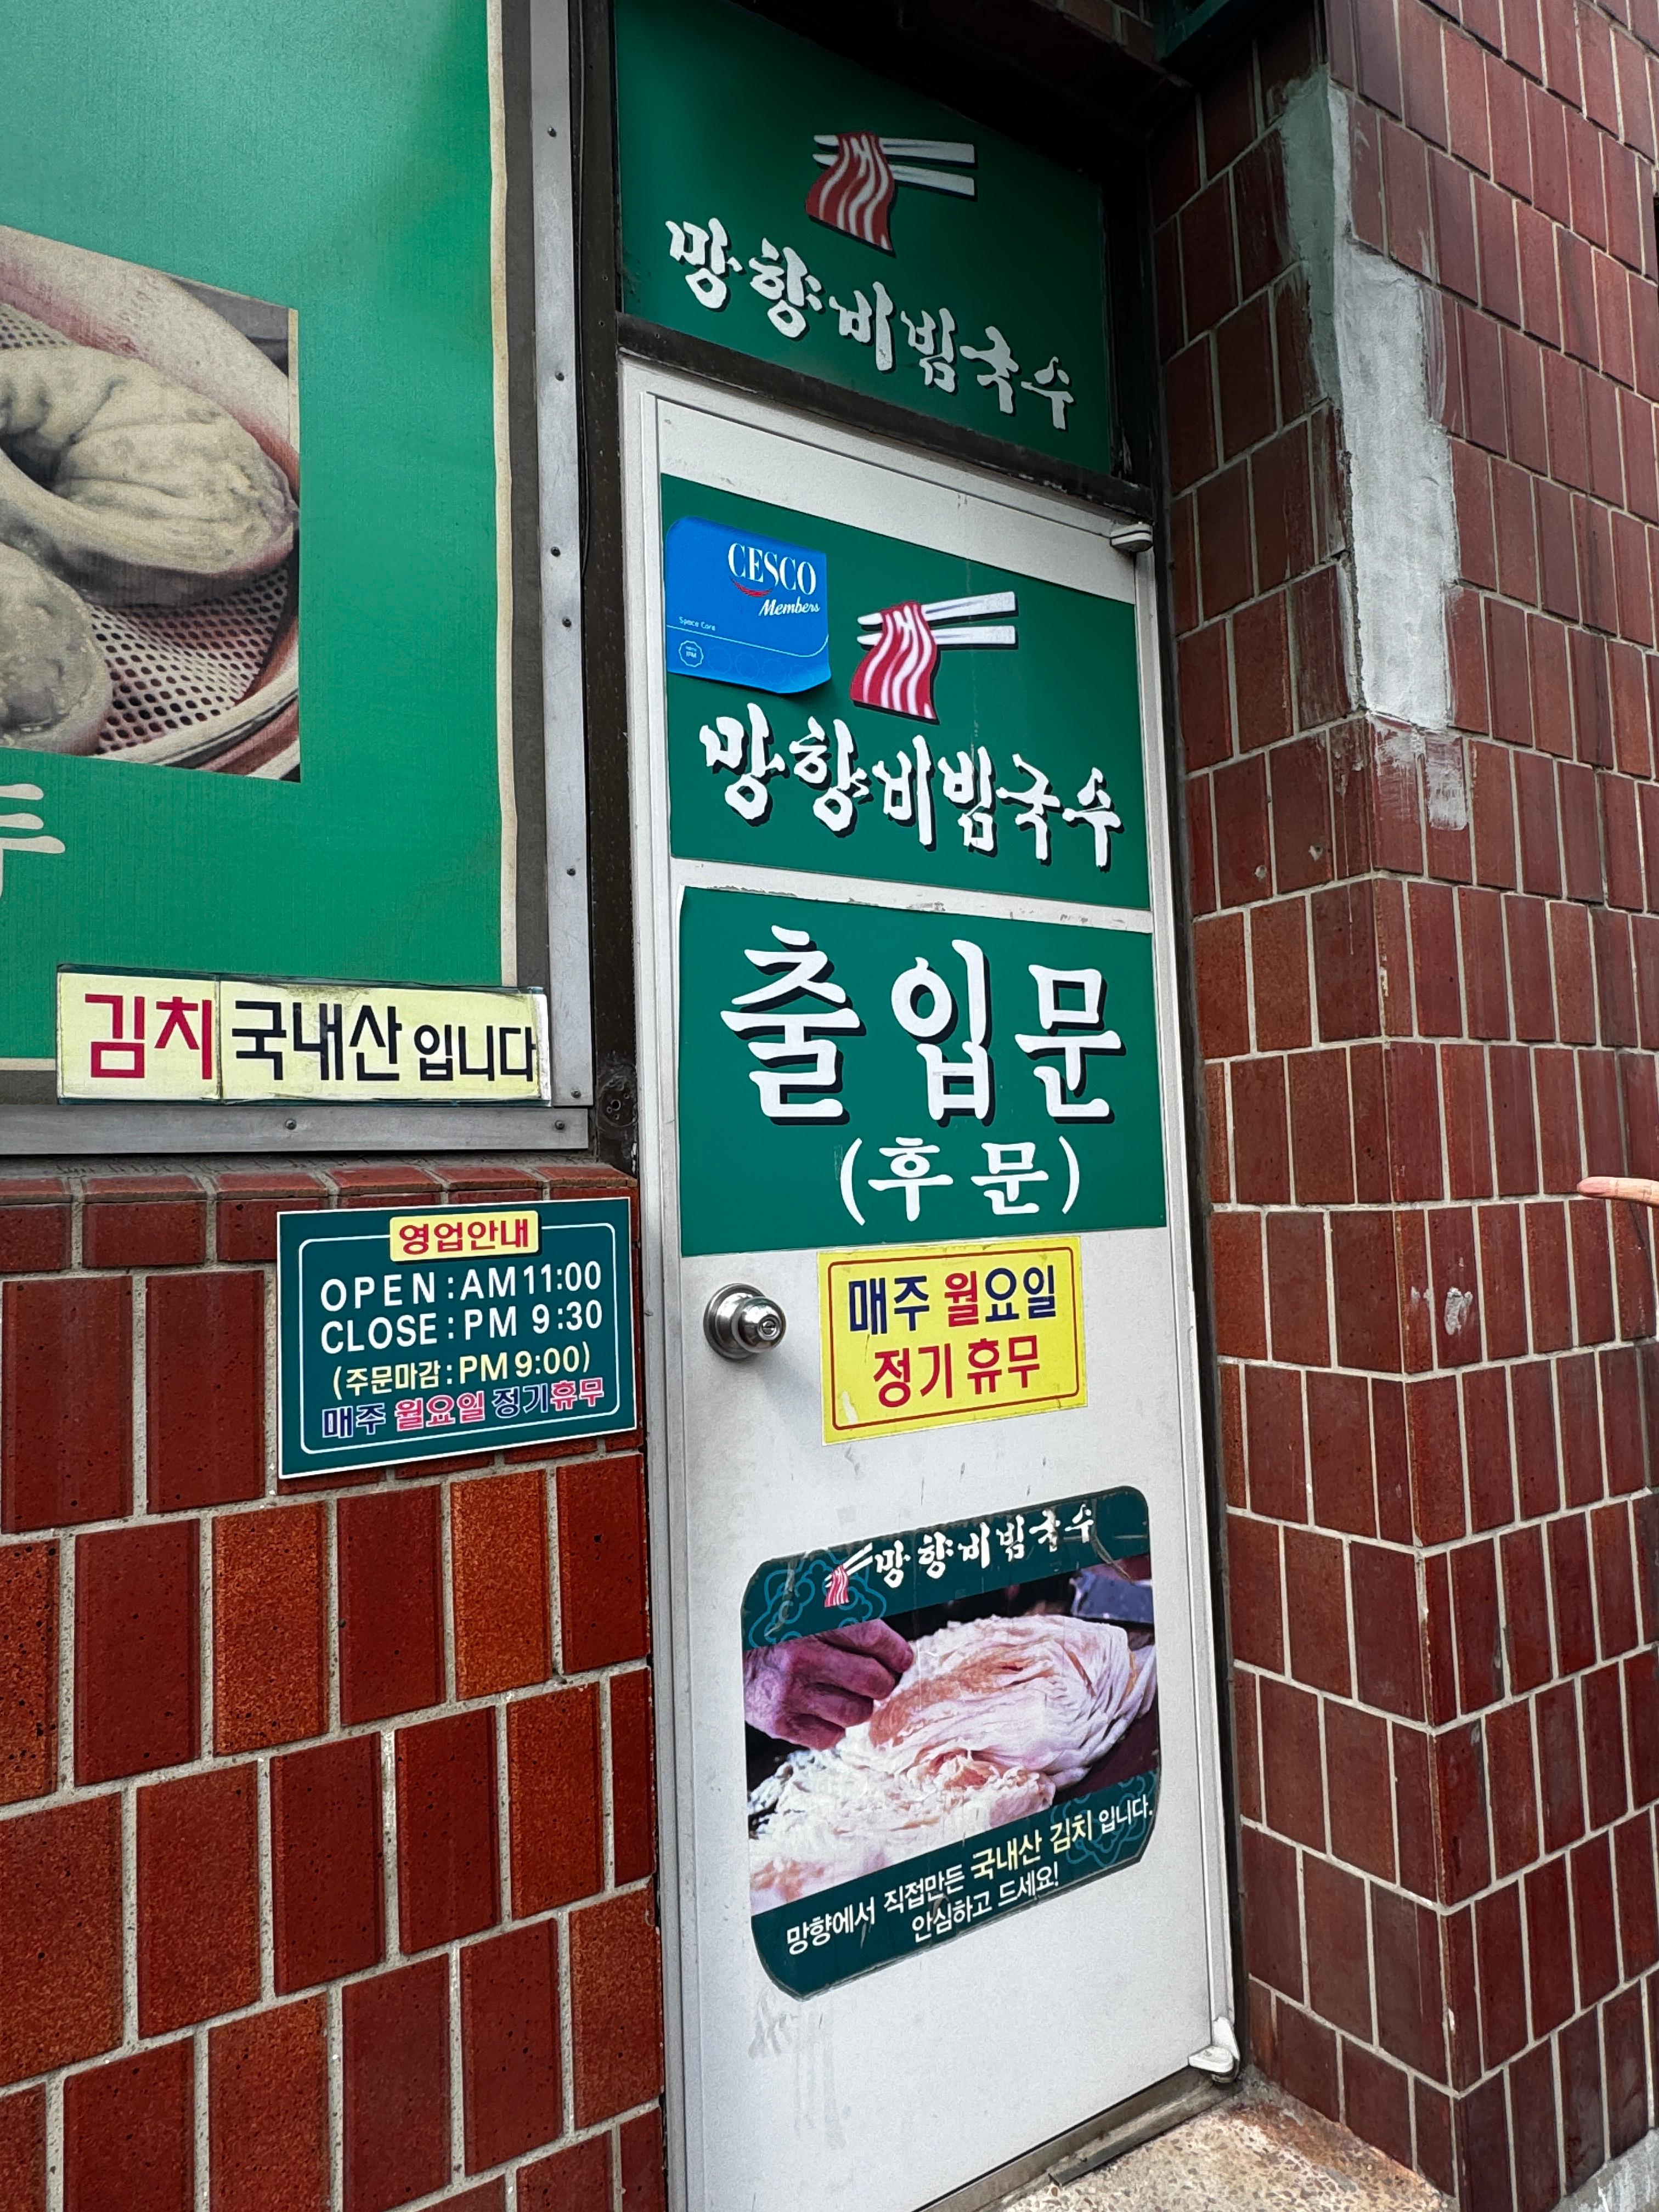 망향비빔국수
CESCO
Members
Space Care
망향비빔국수
출입문
(후문)
김치 국내산 입니다
영업안내
OPEN : AM 11:00
CLOSE : PM 9:30
(주문마감 : PM 9:00)
매주 월요일 정기휴무
매주 월요일
정기 휴무
망향비빔국수
망향에서 직접만든 국내산 김치 입니다.
안심하고 드세요!